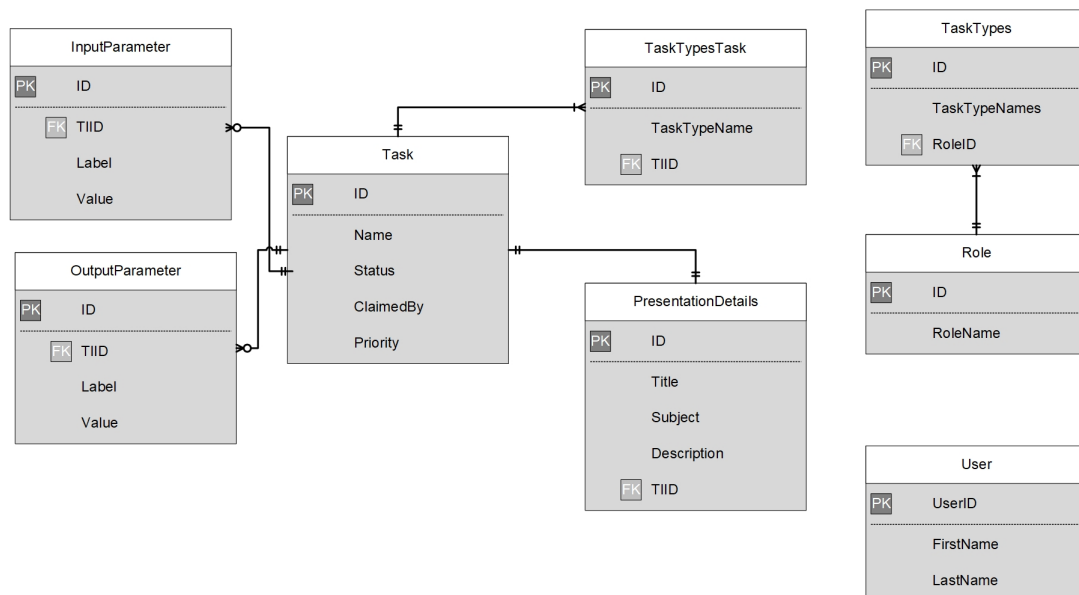 InputParameter
PK ID
FK TIID
Label
Value
OutputParameter
PK ID
FK TIID
Label
Value
Task
PK ID
Name
Status
ClaimedBy
Priority
TaskTypesTask
PK ID
TaskTypeName
FK TIID
PresentationDetails
PK ID
Title
Subject
Description
FK TIID
TaskTypes
PK ID
TaskTypeNames
FK RoleID
Role
PK ID
RoleName
User
PK UserID
FirstName
LastName